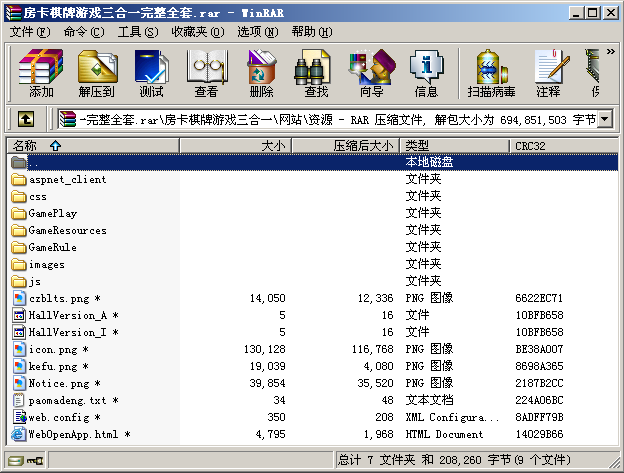 房卡棋牌游戏三合一完整全套.rar - WinRAR
文件(F) 命令(C) 工具(S) 收藏夹(O) 选项(N) 帮助(H)
添加 解压到 测试 查看 删除 查找 向导 信息 扫描病毒 注释
完整全套.rar\房卡棋牌游戏三合一\网站\资源 - RAR 压缩文件, 解包大小为 694,851,503 字节
名称 大小 压缩后大小 类型 CRC32
.. 本地磁盘
aspnet_client 文件夹
css 文件夹
GamePlay 文件夹
GameResources 文件夹
GameRule 文件夹
images 文件夹
js 文件夹
czblts.png * 14,050 12,336 PNG 图像 6622EC71
HallVersion_A * 5 16 文件 10BFB658
HallVersion_I * 5 16 文件 10BFB658
icon.png * 130,128 116,768 PNG 图像 BE38A007
kefu.png * 19,039 4,080 PNG 图像 8698A365
Notice.png * 39,854 35,520 PNG 图像 2187B2CC
paomadeng.txt * 34 48 文本文档 224A06BC
web.config * 350 208 XML Configura... 8ADFF79B
WebOpenApp.html * 4,795 1,968 HTML Document 14029B66
总计 7 文件夹 和 208,260 字节(9 个文件)